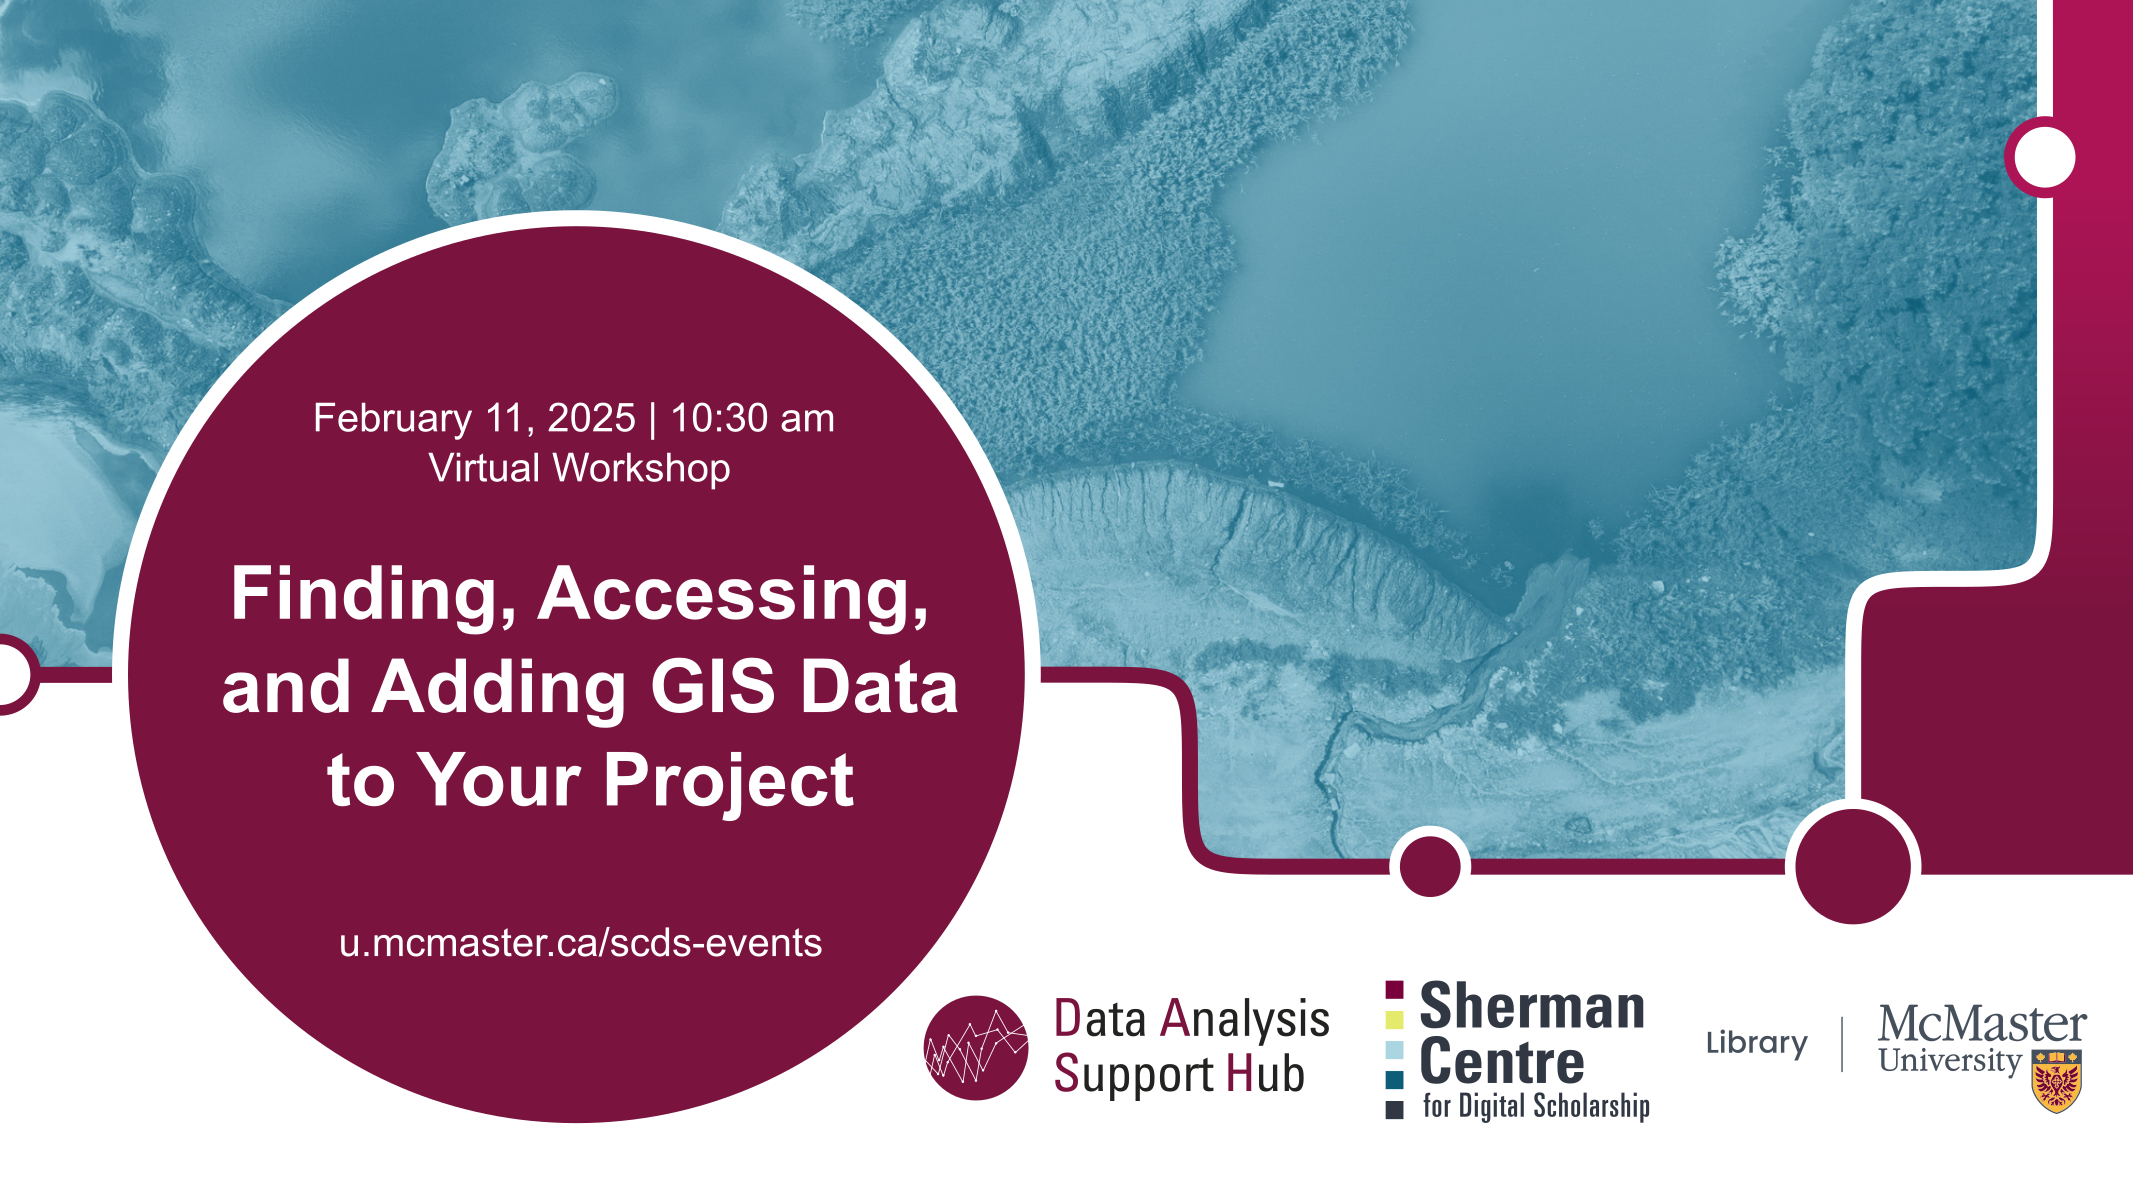 February 11, 2025 | 10:30 am
Virtual Workshop
Finding, Accessing,
and Adding GIS Data
to Your Project
u.mcmaster.ca/scds-events
Data Analysis
Support Hub
Sherman
Centre
for Digital Scholarship
Library
McMaster
University